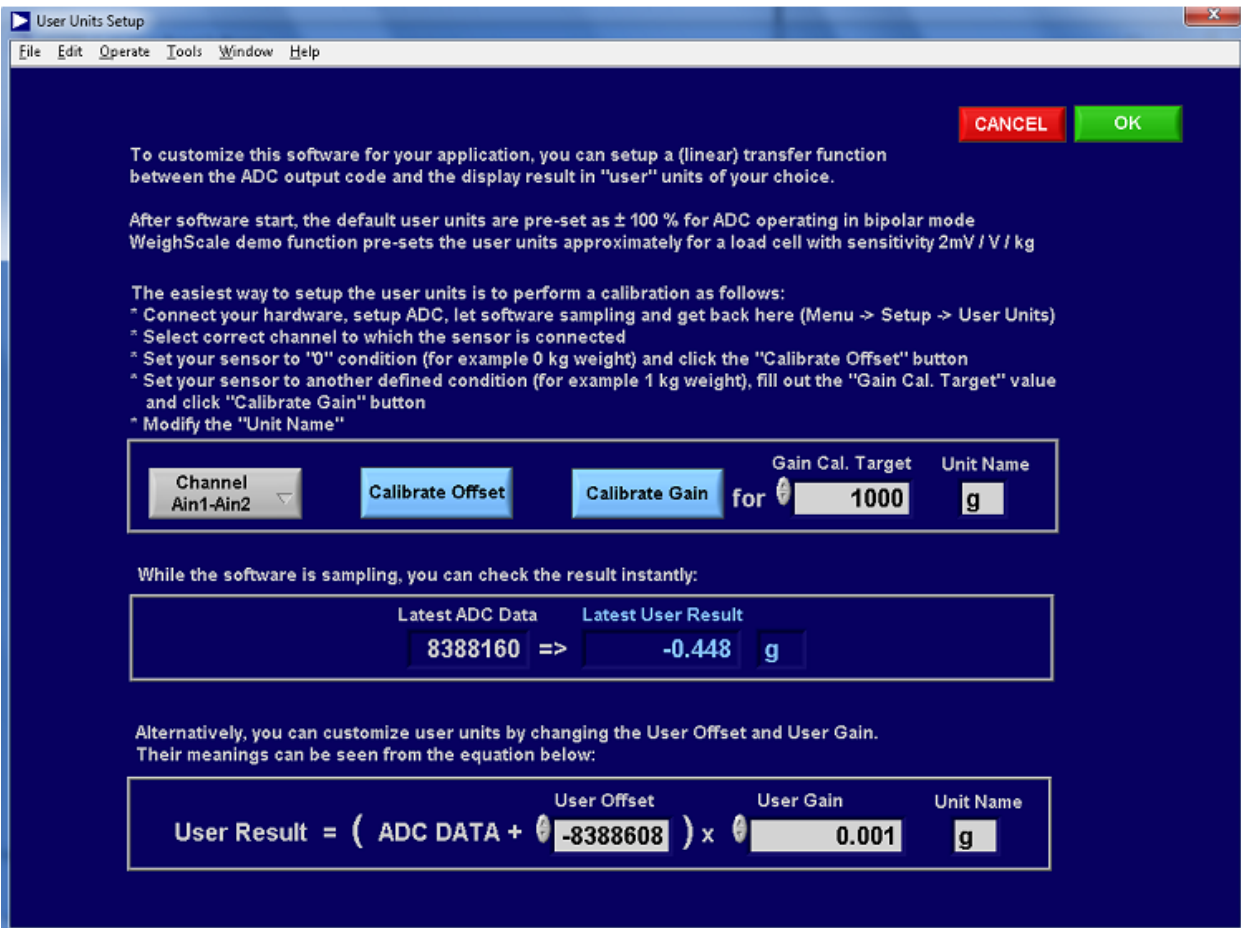 User Units Setup
x
File Edit Operate Tools Window Help
CANCEL OK
To customize this software for your application, you can setup a (linear) transfer function
between the ADC output code and the display result in "user" units of your choice.
After software start, the default user units are pre-set as ± 100 % for ADC operating in bipolar mode
WeighScale demo function pre-sets the user units approximately for a load cell with sensitivity 2mV / V / kg
The easiest way to setup the user units is to perform a calibration as follows:
* Connect your hardware, setup ADC, let software sampling and get back here (Menu -> Setup -> User Units)
* Select correct channel to which the sensor is connected
* Set your sensor to "0" condition (for example 0 kg weight) and click the "Calibrate Offset" button
* Set your sensor to another defined condition (for example 1 kg weight), fill out the "Gain Cal. Target" value
and click "Calibrate Gain" button
* Modify the "Unit Name"
Gain Cal. Target Unit Name
Channel
Ain1-Ain2
Calibrate Offset Calibrate Gain for 1000 g
While the software is sampling, you can check the result instantly:
Latest ADC Data Latest User Result
8388160 => -0.448 g
Alternatively, you can customize user units by changing the User Offset and User Gain.
Their meanings can be seen from the equation below:
User Offset User Gain Unit Name
User Result = ( ADC DATA + -8388608 ) x 0.001 g